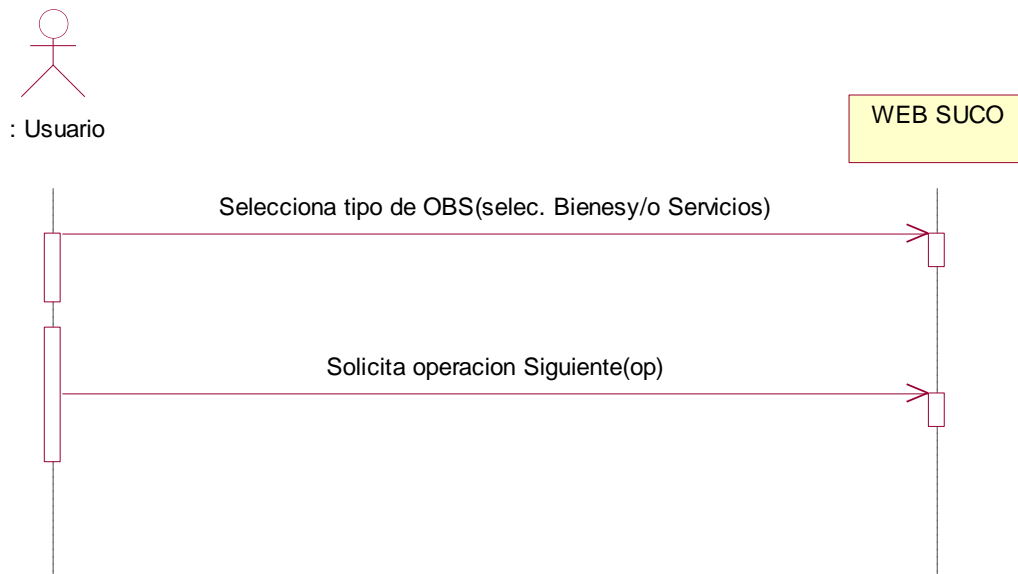 : Usuario
WEB SUCO
Selecciona tipo de OBS(selec. Bienesy/o Servicios)
Solicita operacion Siguiente(op)